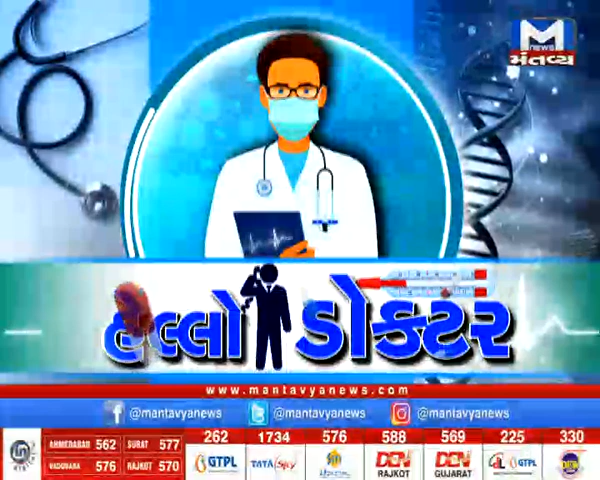 M
NEWS
મંતવ્ય
હેલ્લો ડોક્ટર
www.mantavyanews.com
@mantavyanews @mantavyanews @mantavyanews
AHMEDABAD 562 SURAT 577
VADODARA 576 RAJKOT 570
262 1734 576 588 569 225 330
GTPL TATA Sky DEN RAJKOT DEN GUJARAT GTPL DEN